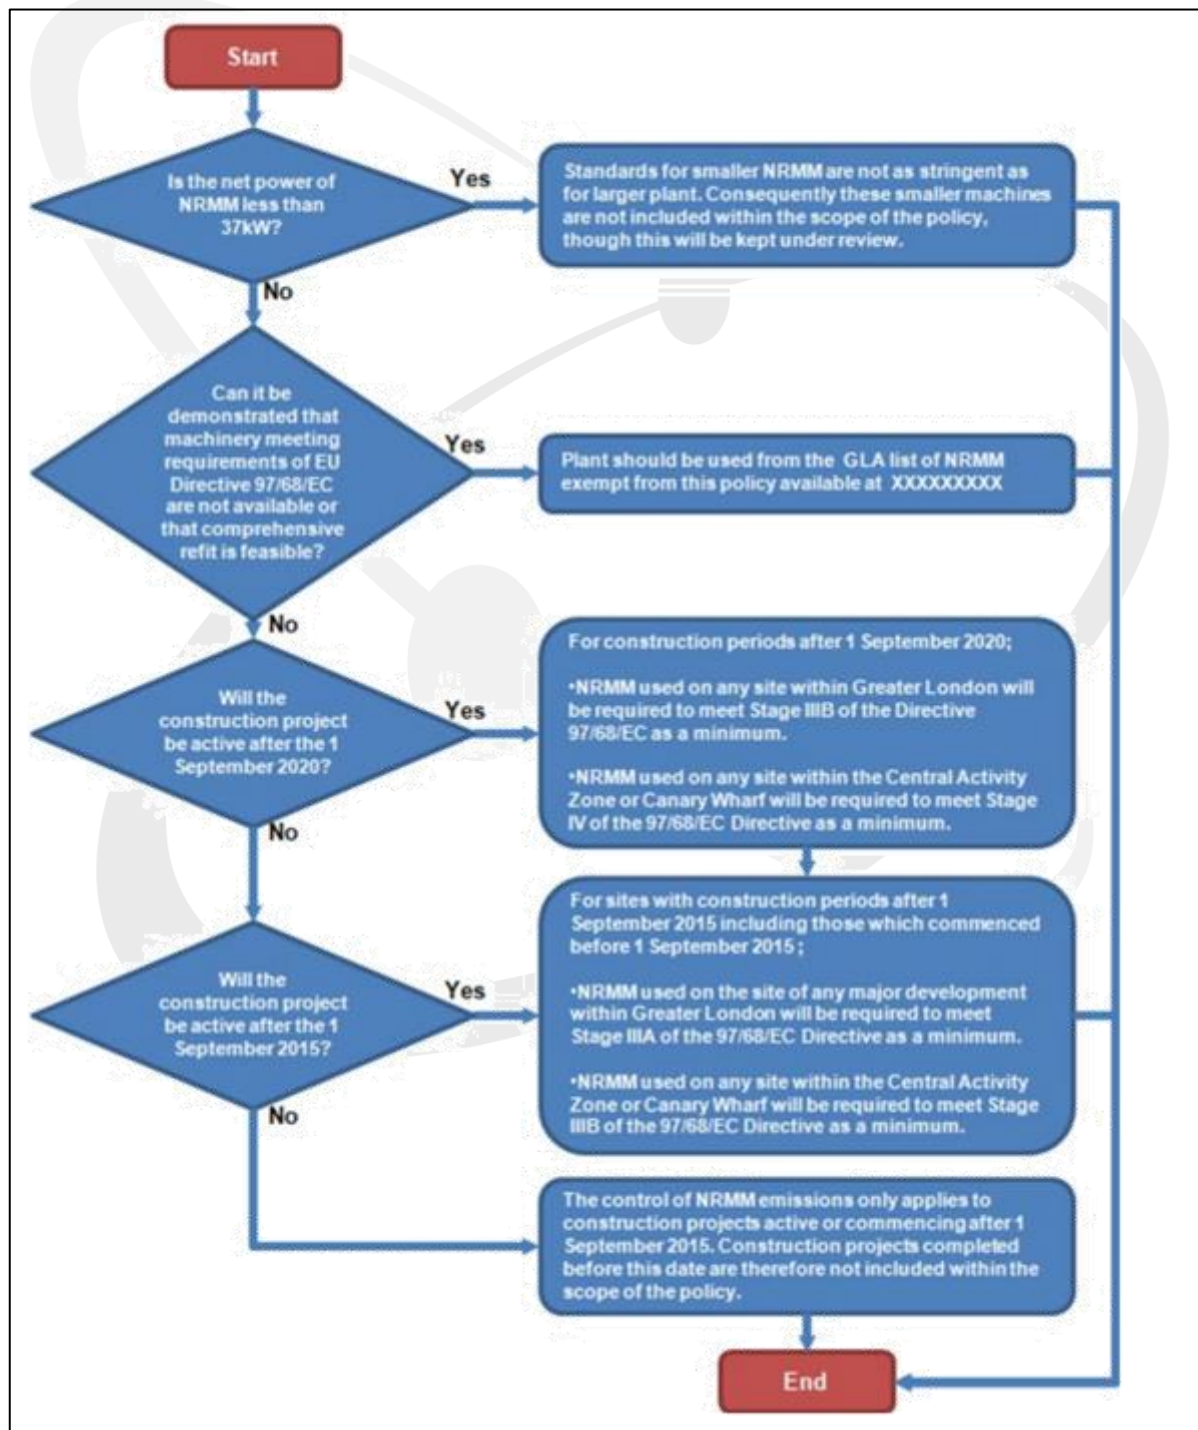 Start
Is the net power of
NRMM less than
37kW?
Yes
Standards for smaller NRMM are not as stringent as
for larger plant. Consequently these smaller machines
are not included within the scope of the policy,
though this will be kept under review.
No
Can it be
demonstrated that
machinery meeting
requirements of EU
Directive 97/68/EC
are not available or
that comprehensive
refit is feasible?
Yes
Plant should be used from the GLA list of NRMM
exempt from this policy available at XXXXXXXXX
No
Will the
construction project
be active after the 1
September 2020?
Yes
For construction periods after 1 September 2020;
•NRMM used on any site within Greater London will
be required to meet Stage IIIB of the Directive
97/68/EC as a minimum.
•NRMM used on any site within the Central Activity
Zone or Canary Wharf will be required to meet Stage
IV of the 97/68/EC Directive as a minimum.
No
Will the
construction project
be active after the 1
September 2015?
Yes
For sites with construction periods after 1
September 2015 including those which commenced
before 1 September 2015 ;
•NRMM used on the site of any major development
within Greater London will be required to meet
Stage IIIA of the 97/68/EC Directive as a minimum.
•NRMM used on any site within the Central Activity
Zone or Canary Wharf will be required to meet Stage
IIIB of the 97/68/EC Directive as a minimum.
No
The control of NRMM emissions only applies to
construction projects active or commencing after 1
September 2015. Construction projects completed
before this date are therefore not included within the
scope of the policy.
End